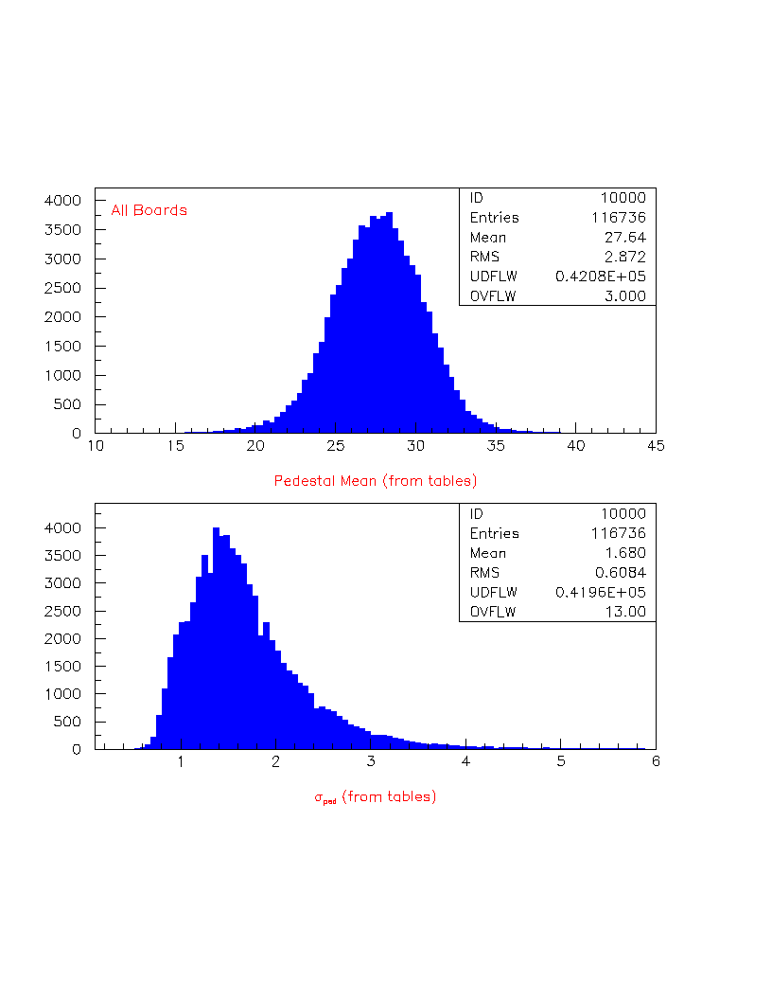 All Boards
ID 10000
Entries 116736
Mean 27.64
RMS 2.872
UDFLW 0.4208E+05
OVFLW 3.000
4000
3500
3000
2500
2000
1500
1000
500
0
10 15 20 25 30 35 40 45
Pedestal Mean (from tables)
ID 10000
Entries 116736
Mean 1.680
RMS 0.6084
UDFLW 0.4196E+05
OVFLW 13.00
4000
3500
3000
2500
2000
1500
1000
500
0
1 2 3 4 5 6
σped (from tables)